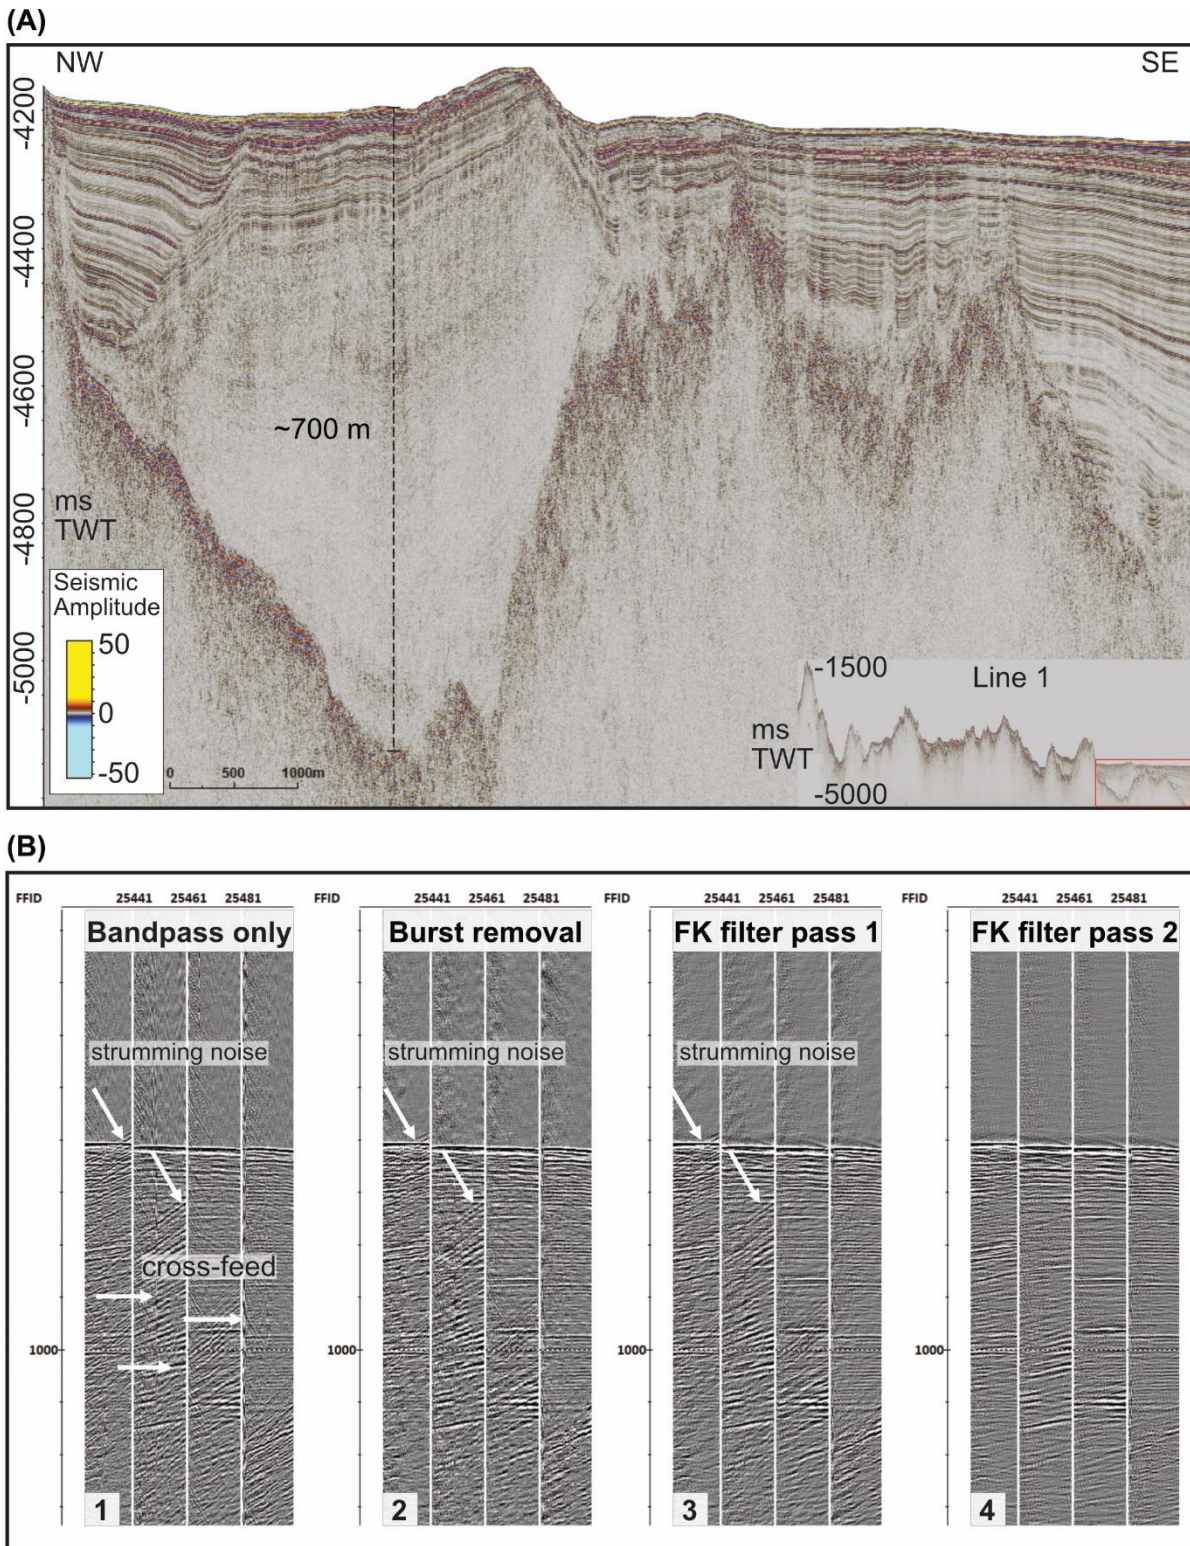 (A)
NW
SE
-4200
-4400
-4600
-4800
-5000
~700 m
ms
TWT
Seismic
Amplitude
50
0
-50
0 500 1000m
-1500
Line 1
ms
TWT
-5000
(B)
FFID 25441 25461 25481
Bandpass only
strumming noise
cross-feed
1000
1
FFID 25441 25461 25481
Burst removal
strumming noise
1000
2
FFID 25441 25461 25481
FK filter pass 1
strumming noise
1000
3
FFID 25441 25461 25481
FK filter pass 2
1000
4